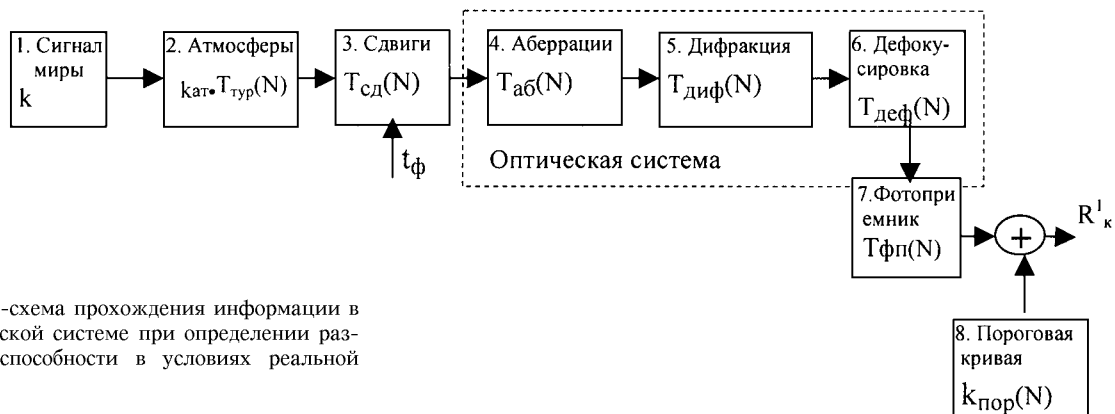 1. Сигнал
миры
k
2. Атмосферы
kат•Tтур(N)
3. Сдвиги
Tсд(N)
4. Аберрации
Tаб(N)
5. Дифракция
Tдиф(N)
6. Дефоку-
сировка
Tдеф(N)
tф
Оптическая система
7.Фотопри
емник
Tфп(N)
+
R¹к
-схема прохождения информации в
ской системе при определении раз-
способности в условиях реальной
8. Пороговая
кривая
kпор(N)